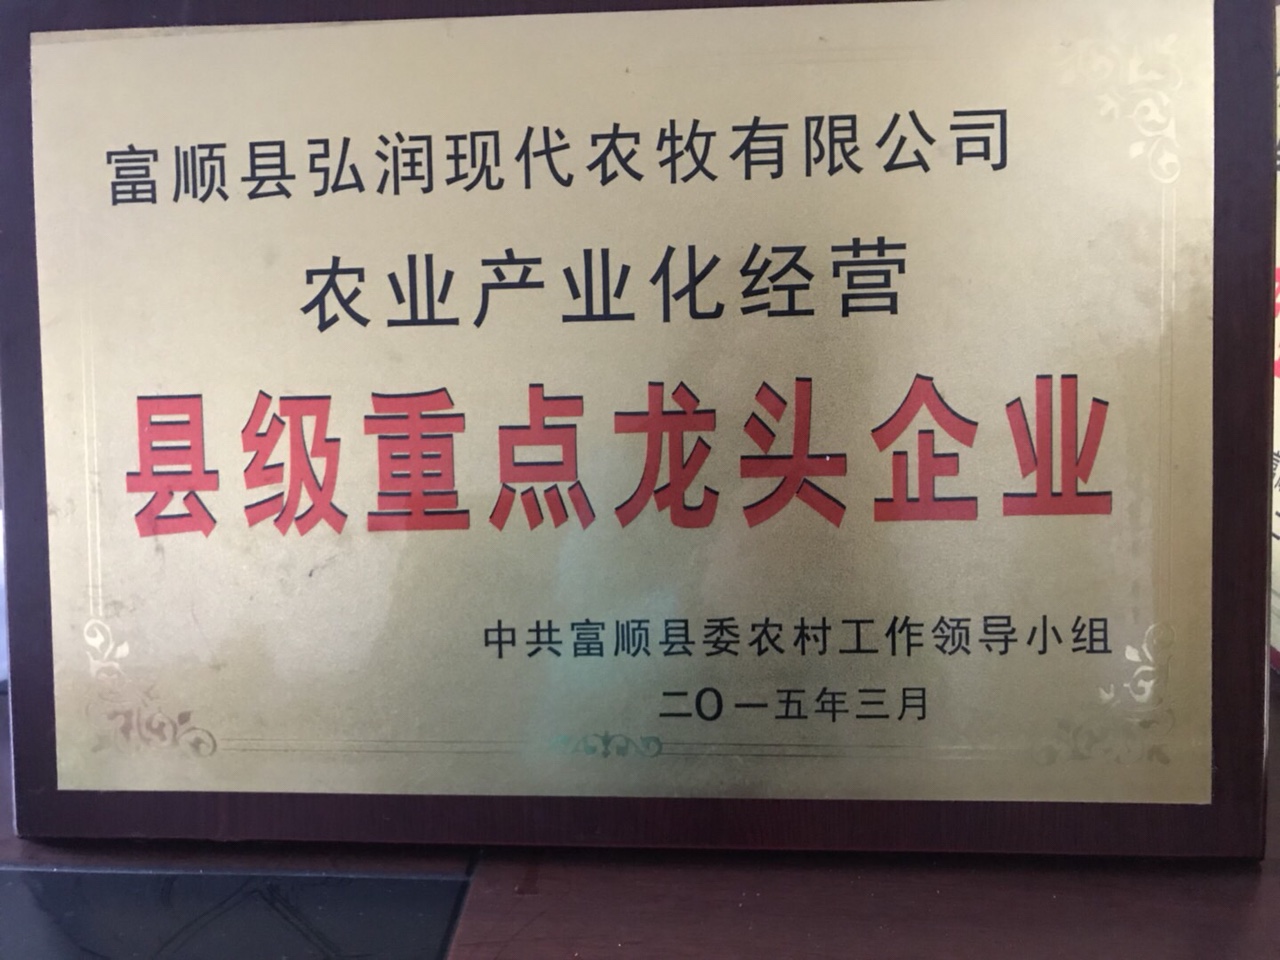 富顺县弘润现代农牧有限公司
农业产业化经营
县级重点龙头企业
中共富顺县委农村工作领导小组
二O一五年三月